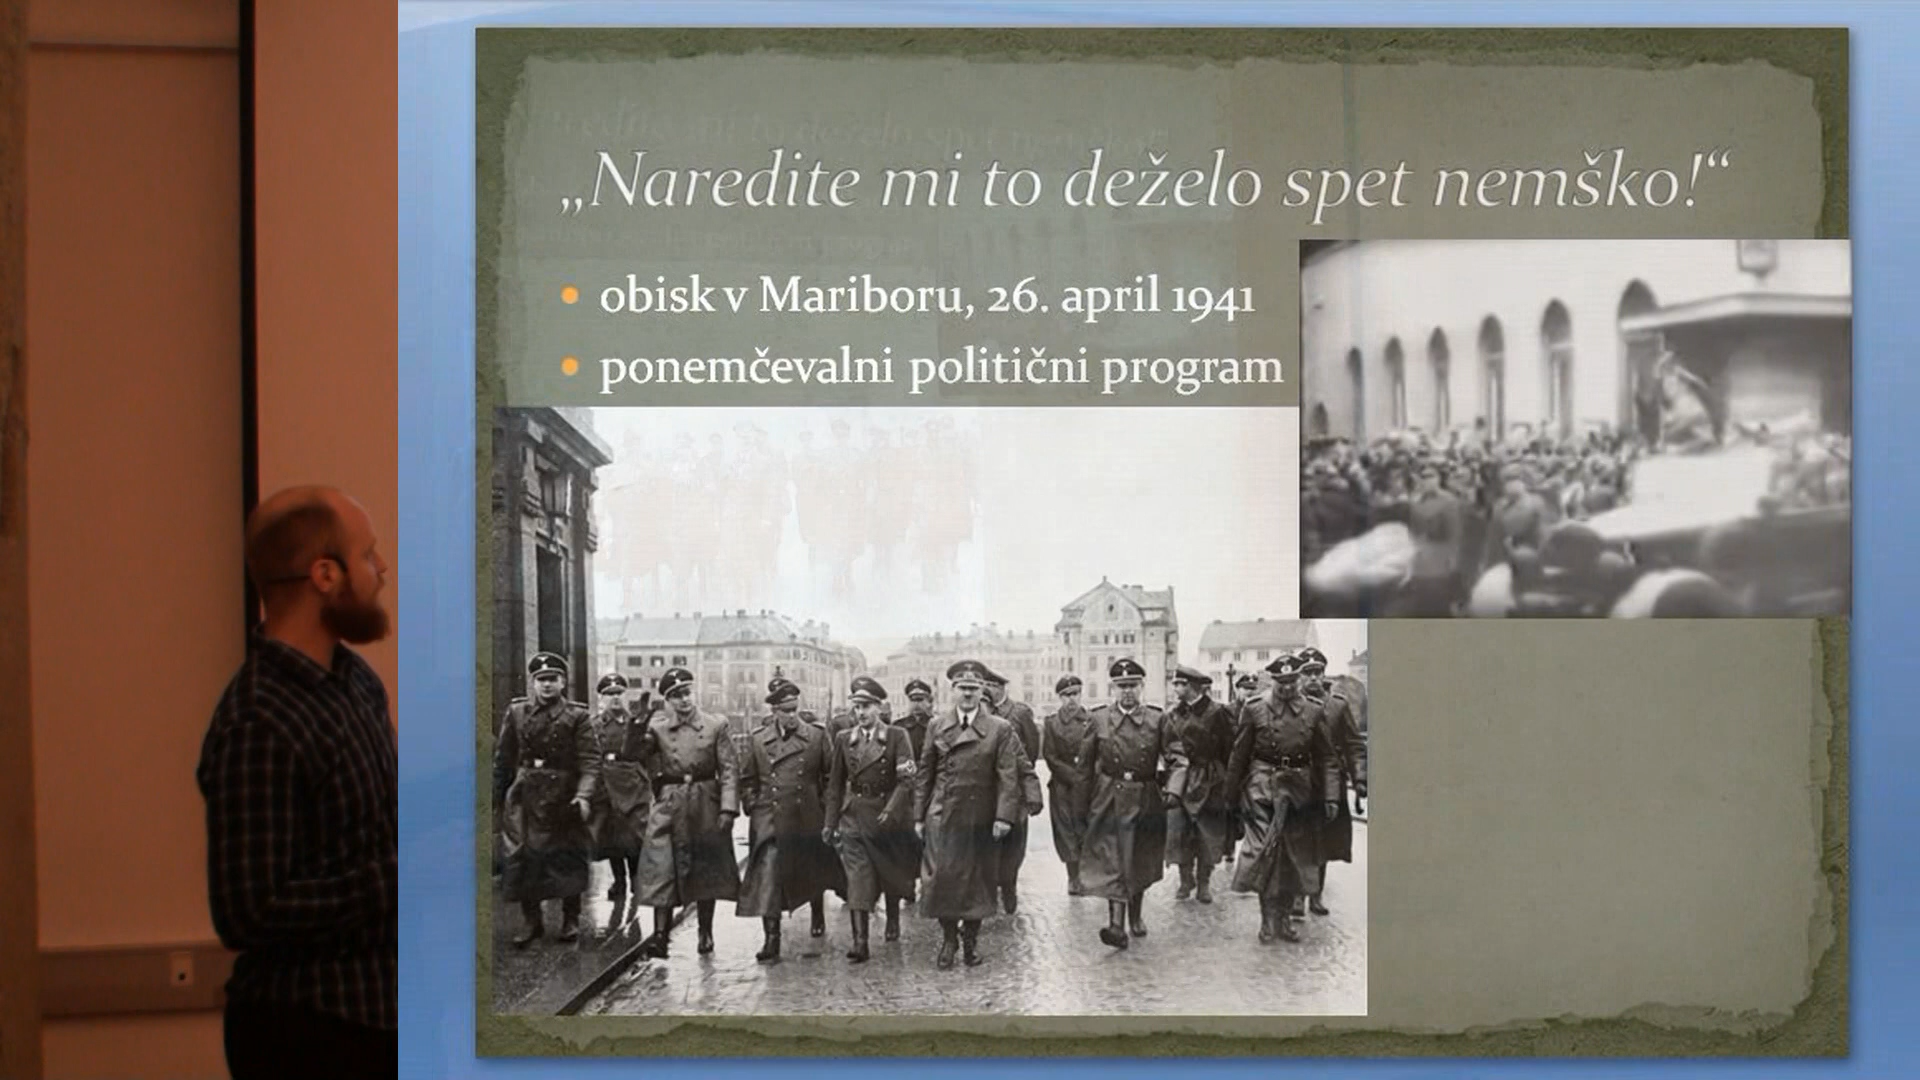 „Naredite mi to deželo spet nemško!“
obisk v Mariboru, 26. april 1941
ponemčevalni politični program